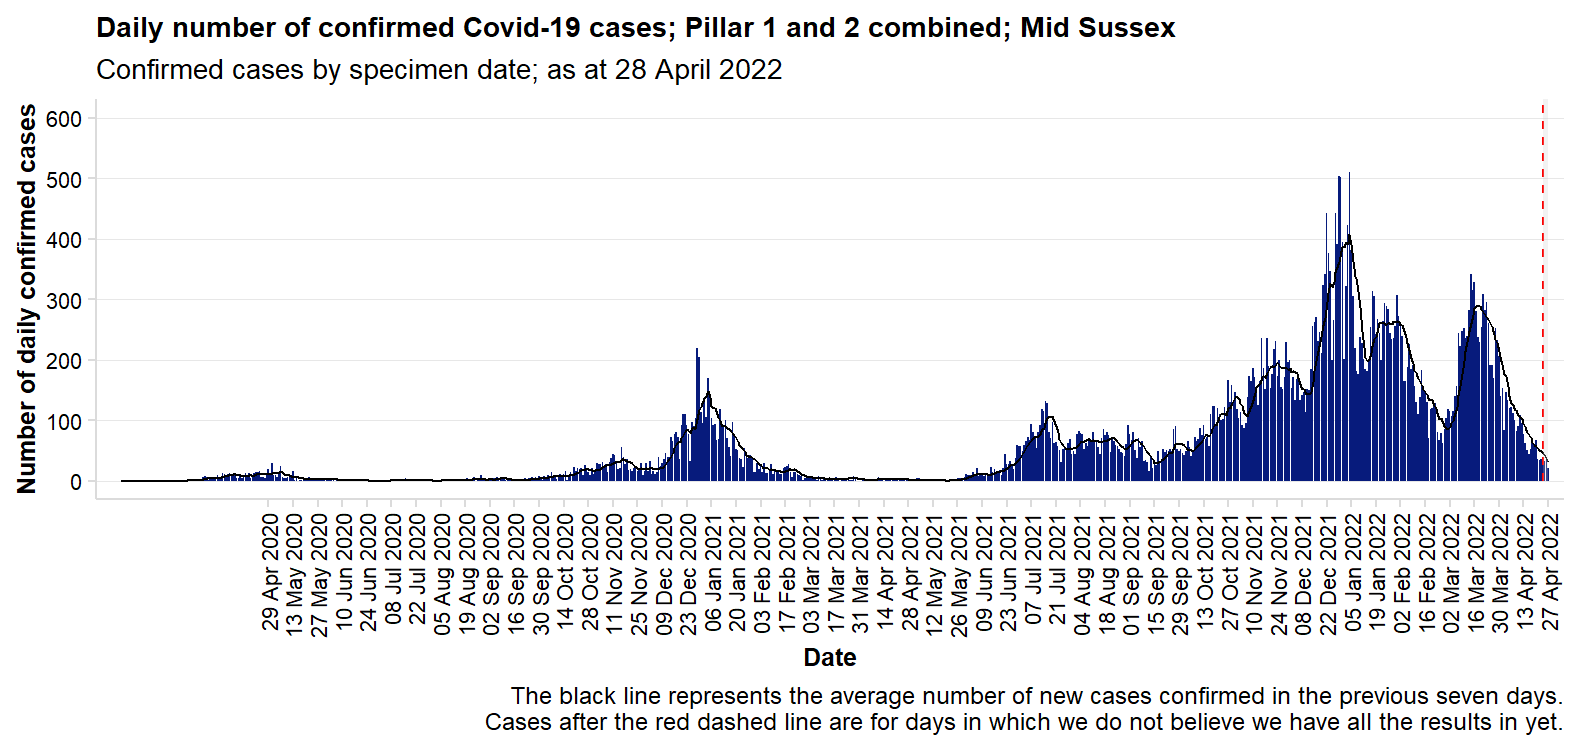 Daily number of confirmed Covid-19 cases; Pillar 1 and 2 combined; Mid Sussex
Confirmed cases by specimen date; as at 28 April 2022
Number of daily confirmed cases
600
500
400
300
200
100
0
29 Apr 2020
13 May 2020
27 May 2020
10 Jun 2020
24 Jun 2020
08 Jul 2020
22 Jul 2020
05 Aug 2020
19 Aug 2020
02 Sep 2020
16 Sep 2020
30 Sep 2020
14 Oct 2020
28 Oct 2020
11 Nov 2020
25 Nov 2020
09 Dec 2020
23 Dec 2020
06 Jan 2021
20 Jan 2021
03 Feb 2021
17 Feb 2021
03 Mar 2021
17 Mar 2021
31 Mar 2021
14 Apr 2021
28 Apr 2021
12 May 2021
26 May 2021
09 Jun 2021
23 Jun 2021
07 Jul 2021
21 Jul 2021
04 Aug 2021
18 Aug 2021
01 Sep 2021
15 Sep 2021
29 Sep 2021
13 Oct 2021
27 Oct 2021
10 Nov 2021
24 Nov 2021
08 Dec 2021
22 Dec 2021
05 Jan 2022
19 Jan 2022
02 Feb 2022
16 Feb 2022
02 Mar 2022
16 Mar 2022
30 Mar 2022
13 Apr 2022
27 Apr 2022
Date
The black line represents the average number of new cases confirmed in the previous seven days.
Cases after the red dashed line are for days in which we do not believe we have all the results in yet.